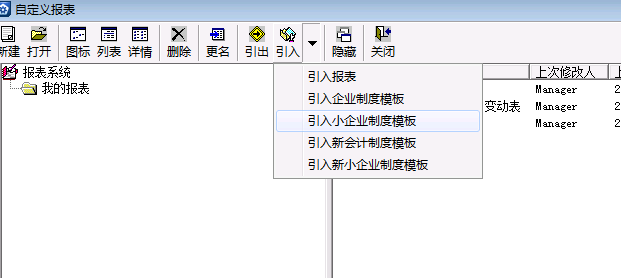 自定义报表
新建 打开 图标 列表 详情 删除 更名 引出 引入 隐藏 关闭
报表系统
我的报表
引入报表
引入企业制度模板
引入小企业制度模板
引入新会计制度模板
引入新小企业制度模板
上次修改人 上
Manager 2
变动表 Manager 2
Manager 2